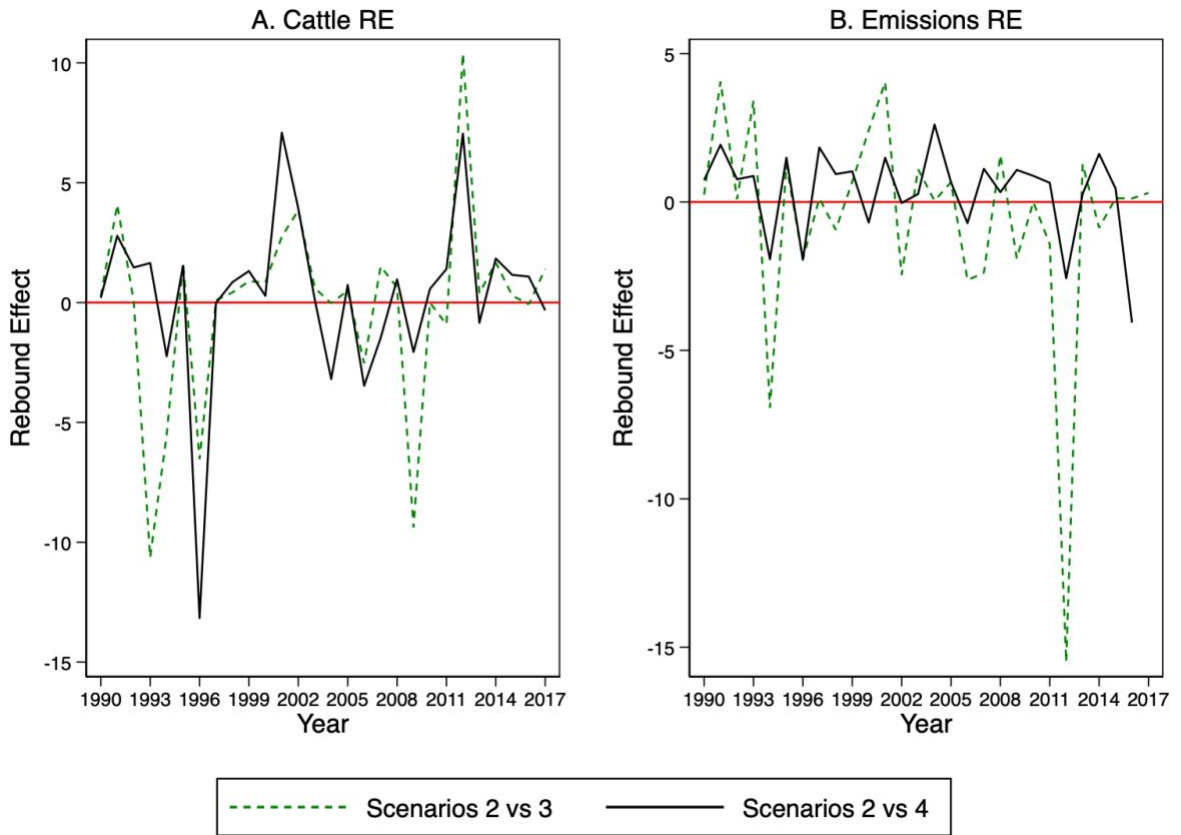 A. Cattle RE
10
5
0
-5
-10
-15
Rebound Effect
1990 1993 1996 1999 2002 2005 2008 2011 2014 2017
Year
B. Emissions RE
5
0
-5
-10
-15
Rebound Effect
1990 1993 1996 1999 2002 2005 2008 2011 2014 2017
Year
Scenarios 2 vs 3 Scenarios 2 vs 4